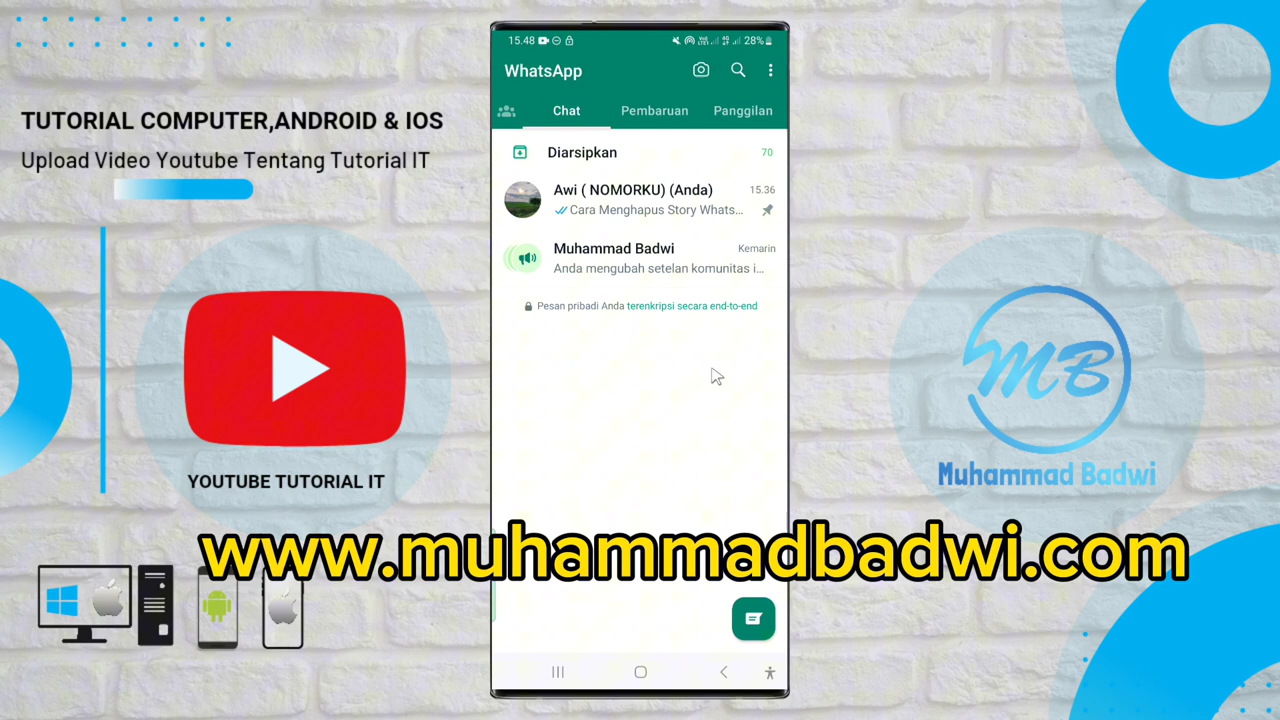 TUTORIAL COMPUTER,ANDROID & IOS
Upload Video Youtube Tentang Tutorial IT
YOUTUBE TUTORIAL IT
15.48
28%
WhatsApp
Chat
Pembaruan
Panggilan
Diarsipkan
70
Awi ( NOMORKU) (Anda)
15.36
Cara Menghapus Story Whats...
Muhammad Badwi
Kemarin
Anda mengubah setelan komunitas i...
Pesan pribadi Anda terenkripsi secara end-to-end
MB
Muhammad Badwi
www.muhammadbadwi.com